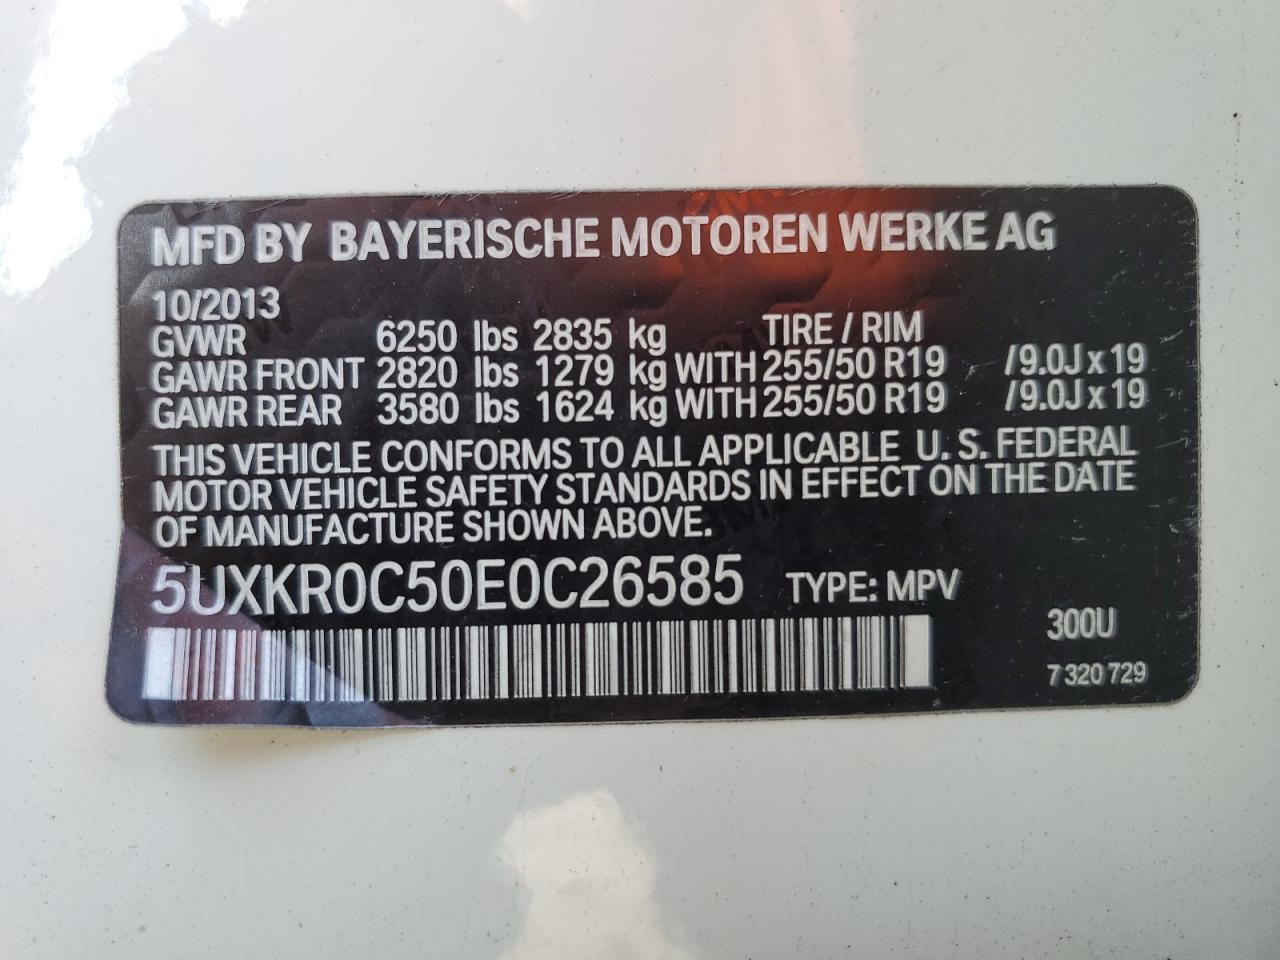 MFD BY BAYERISCHE MOTOREN WERKE AG
10/2013
GVWR 6250 lbs 2835 kg TIRE / RIM
GAWR FRONT 2820 lbs 1279 kg WITH 255/50 R19 /9.0J x 19
GAWR REAR 3580 lbs 1624 kg WITH 255/50 R19 /9.0J x 19
THIS VEHICLE CONFORMS TO ALL APPLICABLE U. S. FEDERAL
MOTOR VEHICLE SAFETY STANDARDS IN EFFECT ON THE DATE
OF MANUFACTURE SHOWN ABOVE.
5UXKR0C50E0C26585 TYPE: MPV
300U
7 320 729